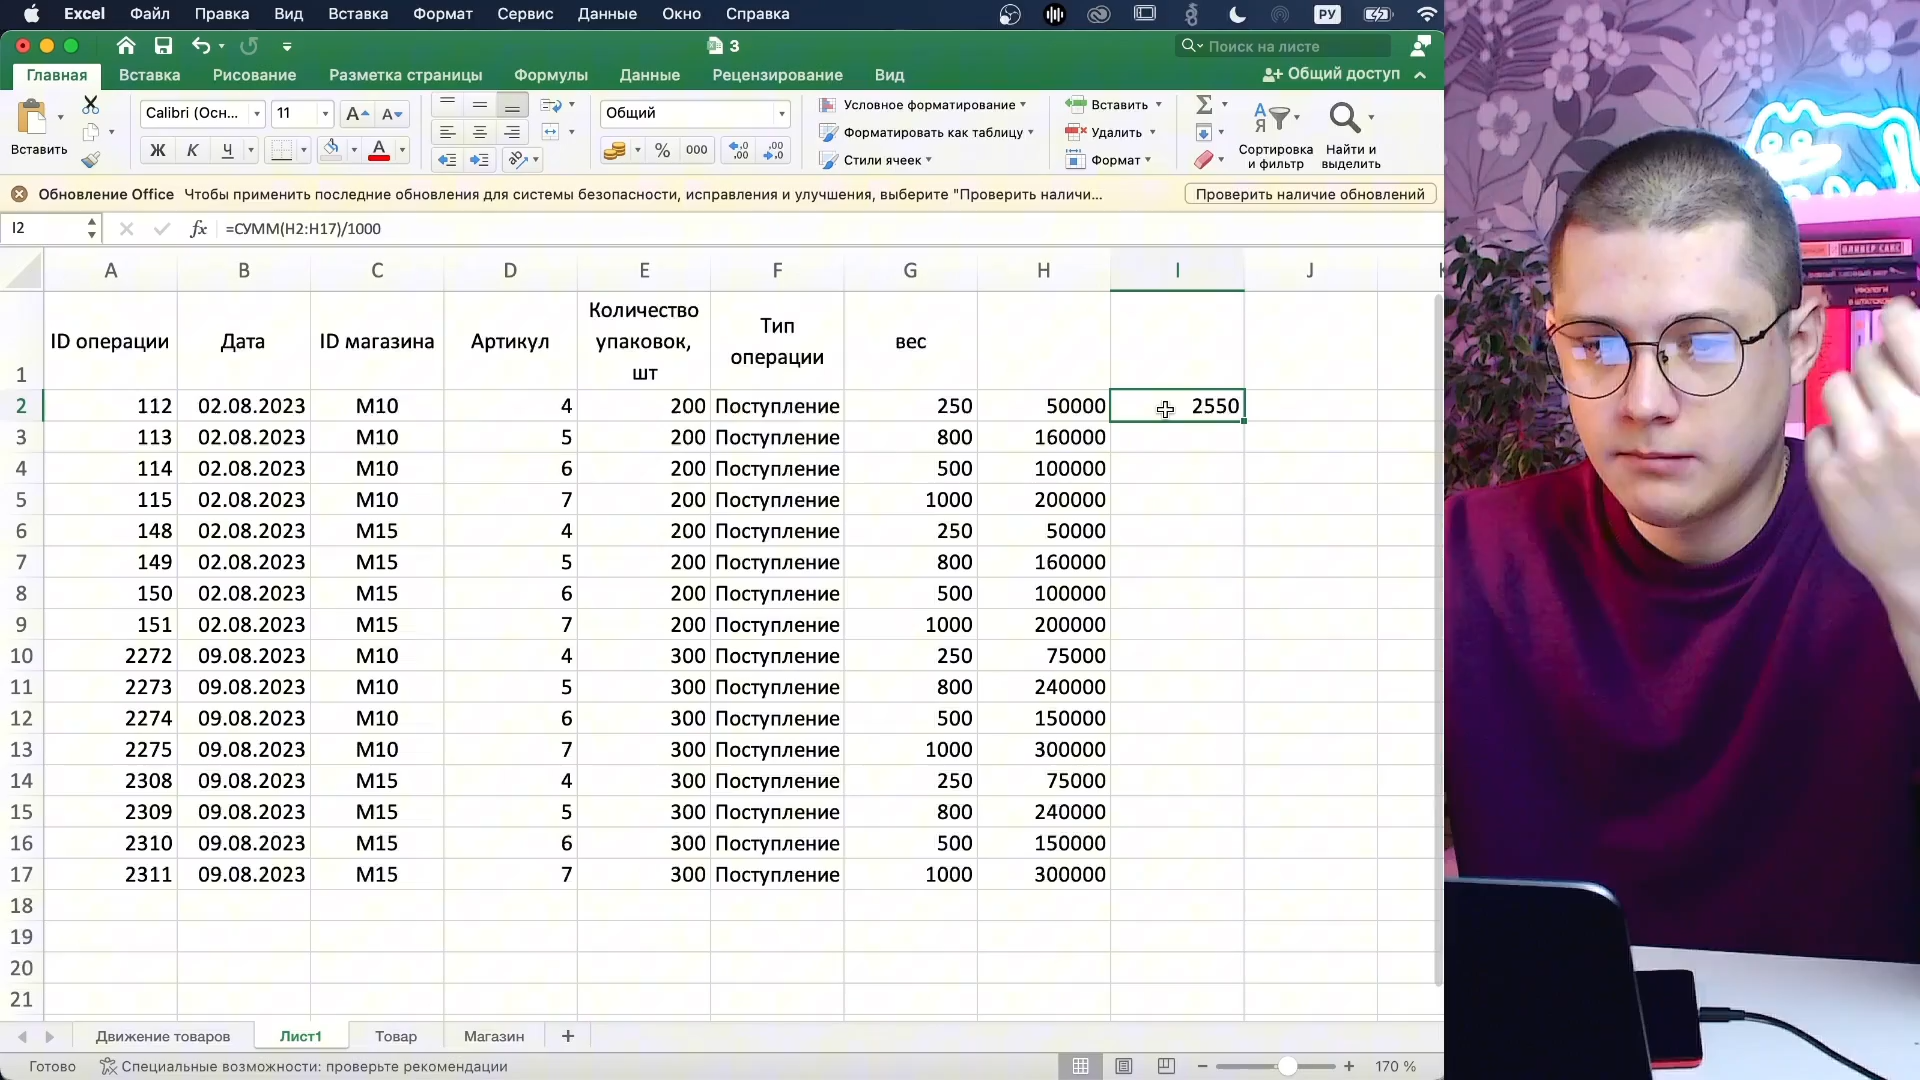 Excel Файл Правка Вид Вставка Формат Сервис Данные Окно Справка РУ
3 Поиск на листе
Главная Вставка Рисование Разметка страницы Формулы Данные Рецензирование Вид Общий доступ
Вставить
Calibri (Осн... 11
Ж К Ч А
Общий
% 000
Условное форматирование
Форматировать как таблицу
Стили ячеек
Вставить
Удалить
Формат
Сортировка
и фильтр
Найти и
выделить
Обновление Office Чтобы применить последние обновления для системы безопасности, исправления и улучшения, выберите "Проверить наличи... Проверить наличие обновлений
I2 fx =СУММ(H2:H17)/1000
A B C D E F G H I J K
1 ID операции Дата ID магазина Артикул Количество упаковок, шт Тип операции вес
2 112 02.08.2023 M10 4 200 Поступление 250 50000 2550
3 113 02.08.2023 M10 5 200 Поступление 800 160000
4 114 02.08.2023 M10 6 200 Поступление 500 100000
5 115 02.08.2023 M10 7 200 Поступление 1000 200000
6 148 02.08.2023 M15 4 200 Поступление 250 50000
7 149 02.08.2023 M15 5 200 Поступление 800 160000
8 150 02.08.2023 M15 6 200 Поступление 500 100000
9 151 02.08.2023 M15 7 200 Поступление 1000 200000
10 2272 09.08.2023 M10 4 300 Поступление 250 75000
11 2273 09.08.2023 M10 5 300 Поступление 800 240000
12 2274 09.08.2023 M10 6 300 Поступление 500 150000
13 2275 09.08.2023 M10 7 300 Поступление 1000 300000
14 2308 09.08.2023 M15 4 300 Поступление 250 75000
15 2309 09.08.2023 M15 5 300 Поступление 800 240000
16 2310 09.08.2023 M15 6 300 Поступление 500 150000
17 2311 09.08.2023 M15 7 300 Поступление 1000 300000
18
19
20
21
Движение товаров Лист1 Товар Магазин +
Готово Специальные возможности: проверьте рекомендации 170 %
ОЛИВЕР САКС